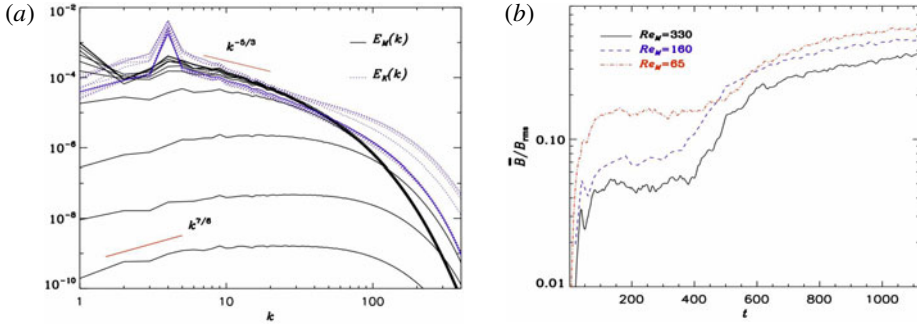 (a)
10⁻²
10⁻⁴
10⁻⁶
10⁻⁸
10⁻¹⁰
1
10
100
k
k⁻⁵/³
k⁷/⁶
E_M(k)
E_K(k)
(b)
B̅/B_rms
0.10
0.01
200
400
600
800
1000
t
Re_M=330
Re_M=160
Re_M=65